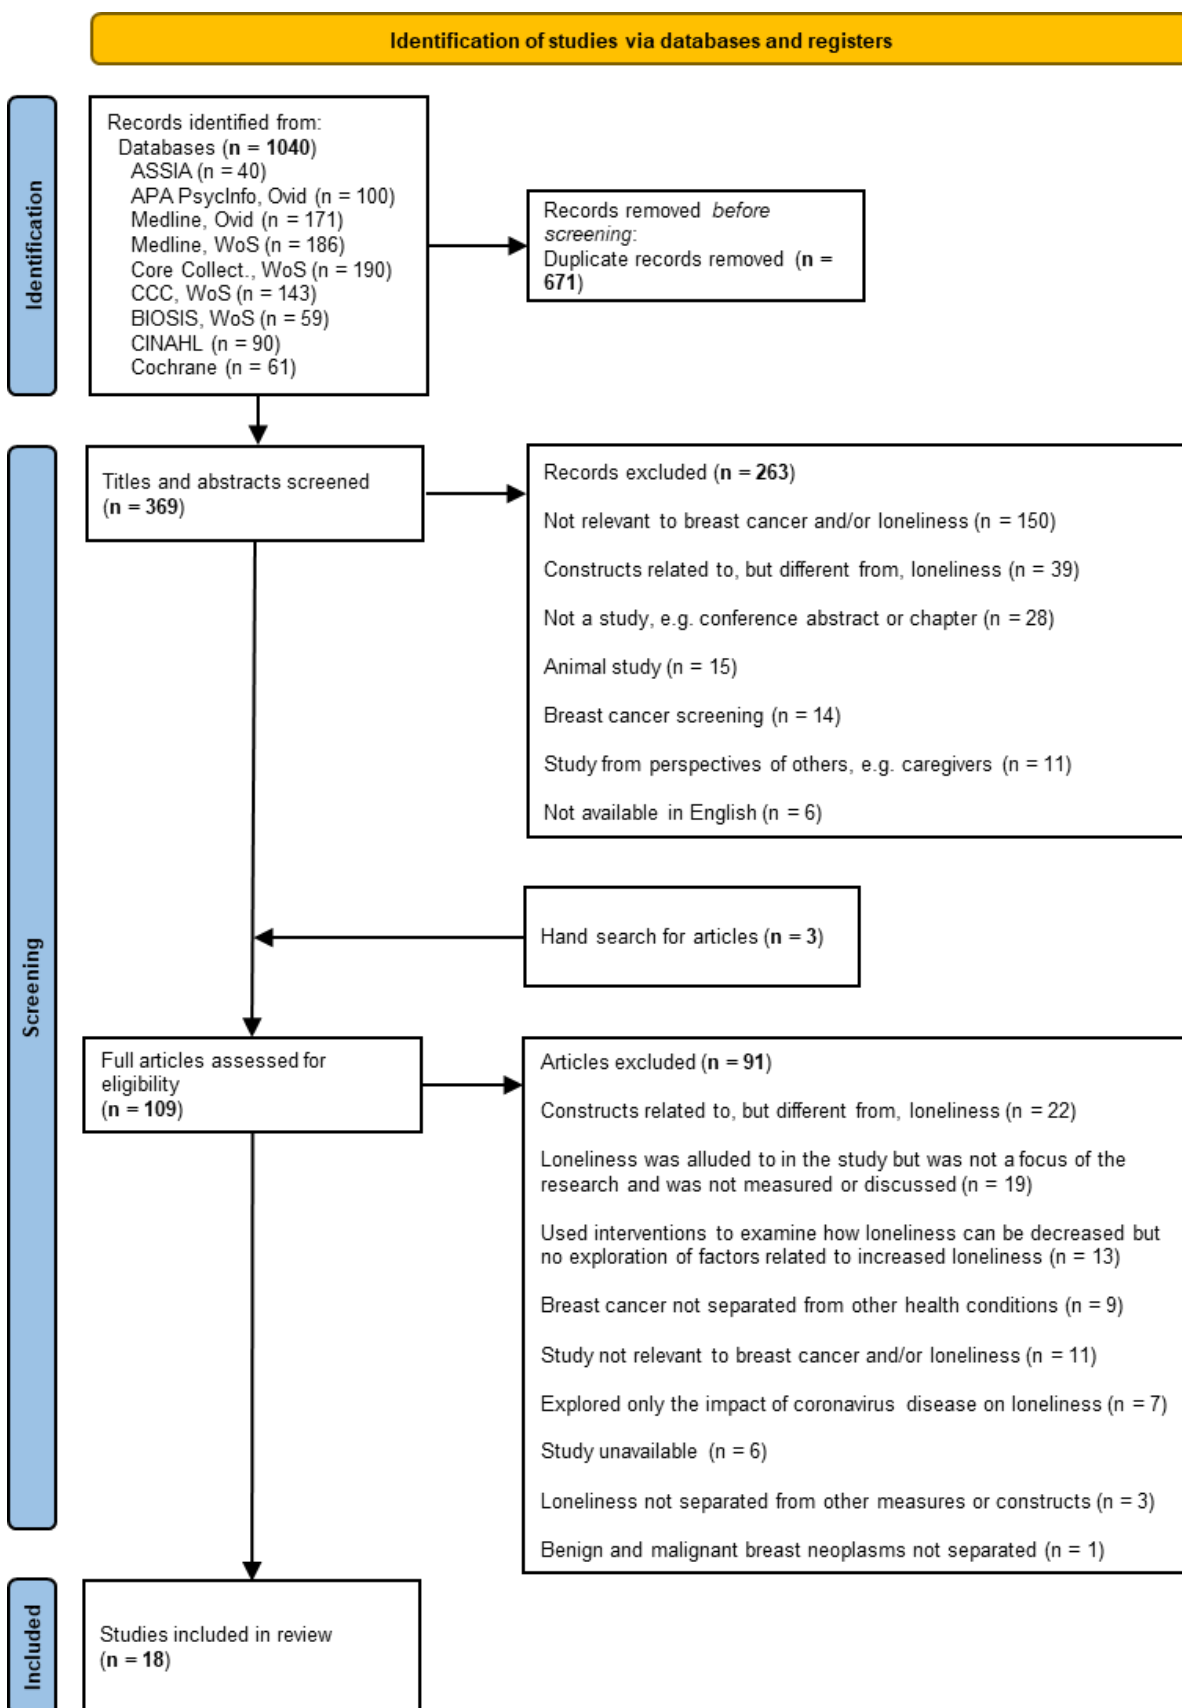 Identification of studies via databases and registers
Identification
Records identified from:
Databases (n = 1040)
ASSIA (n = 40)
APA PsycInfo, Ovid (n = 100)
Medline, Ovid (n = 171)
Medline, WoS (n = 186)
Core Collect., WoS (n = 190)
CCC, WoS (n = 143)
BIOSIS, WoS (n = 59)
CINAHL (n = 90)
Cochrane (n = 61)
Records removed before
screening:
Duplicate records removed (n =
671)
Screening
Titles and abstracts screened
(n = 369)
Records excluded (n = 263)
Not relevant to breast cancer and/or loneliness (n = 150)
Constructs related to, but different from, loneliness (n = 39)
Not a study, e.g. conference abstract or chapter (n = 28)
Animal study (n = 15)
Breast cancer screening (n = 14)
Study from perspectives of others, e.g. caregivers (n = 11)
Not available in English (n = 6)
Hand search for articles (n = 3)
Full articles assessed for
eligibility
(n = 109)
Articles excluded (n = 91)
Constructs related to, but different from, loneliness (n = 22)
Loneliness was alluded to in the study but was not a focus of the
research and was not measured or discussed (n = 19)
Used interventions to examine how loneliness can be decreased but
no exploration of factors related to increased loneliness (n = 13)
Breast cancer not separated from other health conditions (n = 9)
Study not relevant to breast cancer and/or loneliness (n = 11)
Explored only the impact of coronavirus disease on loneliness (n = 7)
Study unavailable (n = 6)
Loneliness not separated from other measures or constructs (n = 3)
Benign and malignant breast neoplasms not separated (n = 1)
Included
Studies included in review
(n = 18)